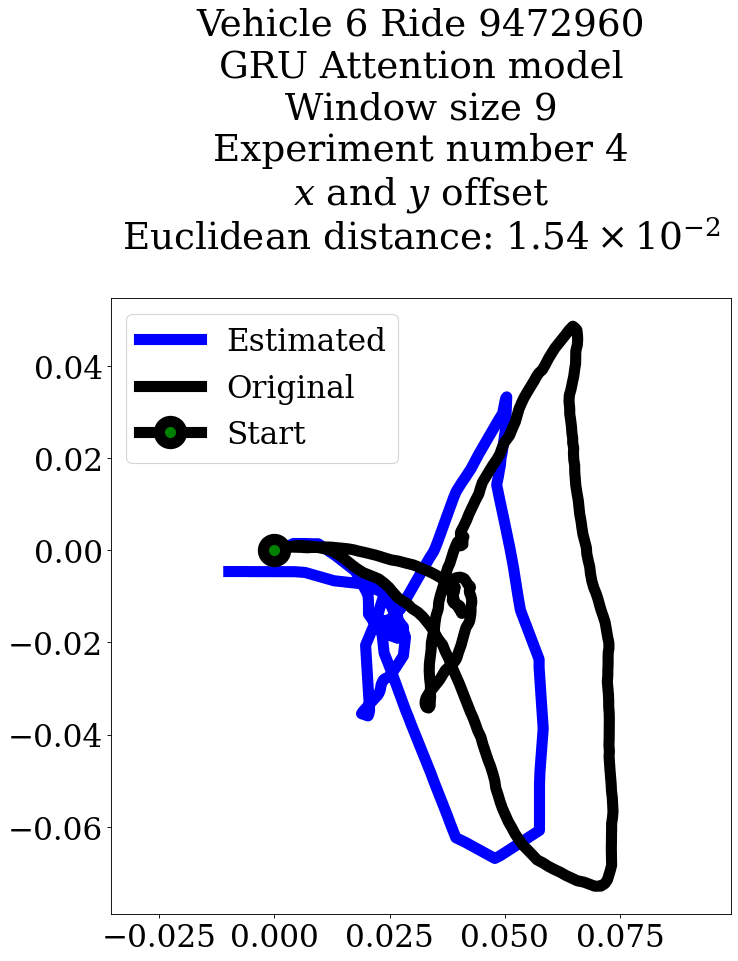 Vehicle 6 Ride 9472960
GRU Attention model
Window size 9
Experiment number 4
x and y offset
Euclidean distance: 1.54 × 10⁻²
Estimated
Original
Start
0.04
0.02
0.00
−0.02
−0.04
−0.06
−0.025 0.000 0.025 0.050 0.075